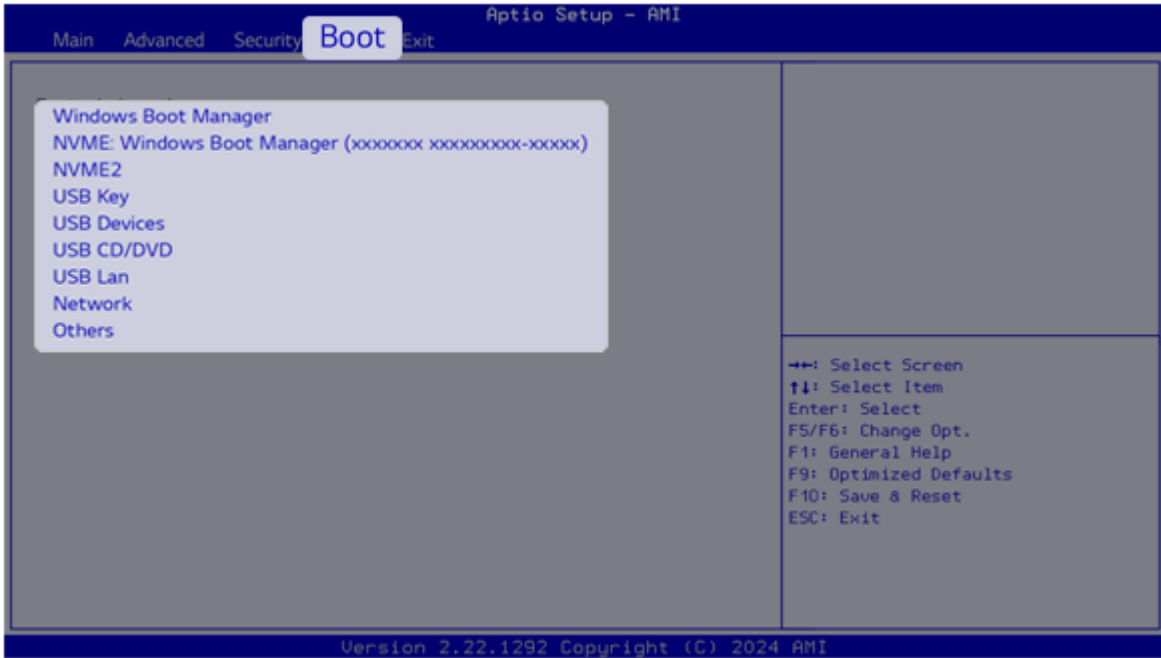 Aptio Setup – AMI
Main Advanced Security Boot Exit
Windows Boot Manager
NVME: Windows Boot Manager (xxxxxxx xxxxxxxxx-xxxxx)
NVME2
USB Key
USB Devices
USB CD/DVD
USB Lan
Network
Others
→←: Select Screen
↑↓: Select Item
Enter: Select
F5/F6: Change Opt.
F1: General Help
F9: Optimized Defaults
F10: Save & Reset
ESC: Exit
Version 2.22.1292 Copyright (C) 2024 AMI